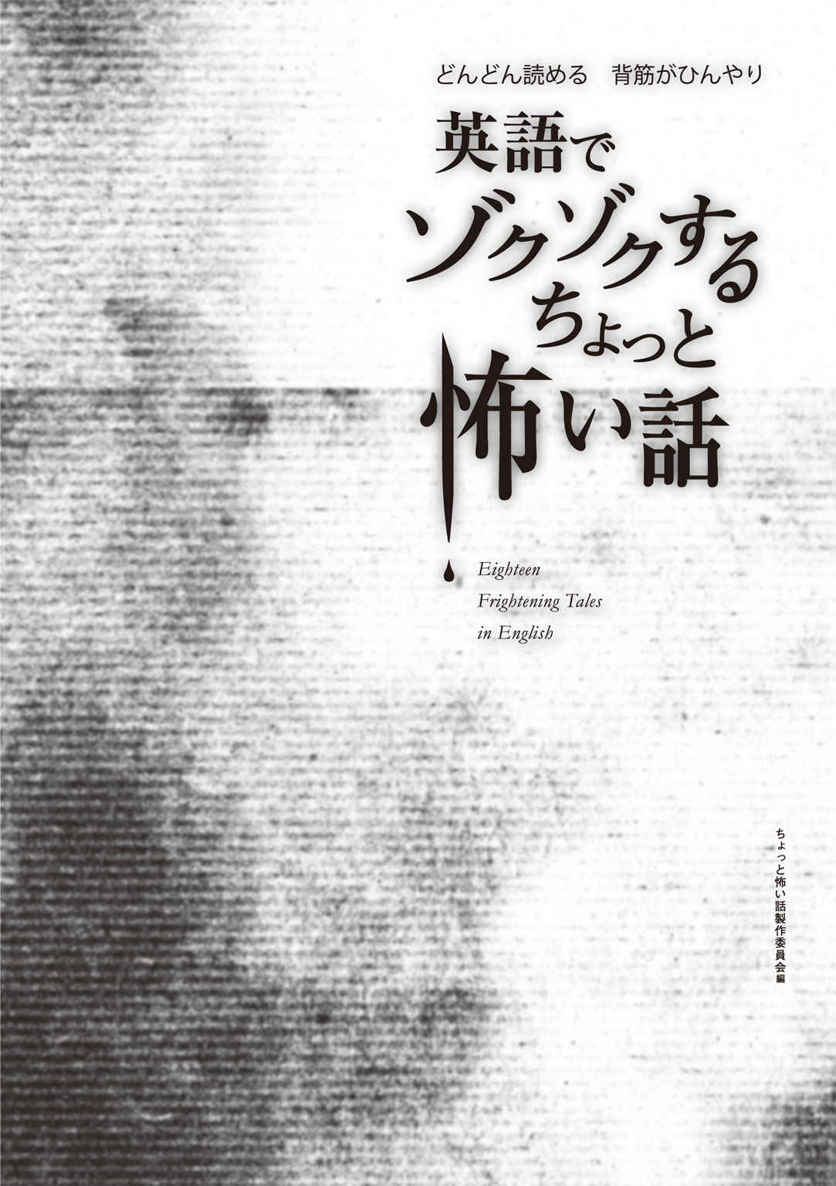 どんどん読める　背筋がひんやり
英語で
ゾクゾクする
ちょっと
怖い話
Eighteen
Frightening Tales
in English
ちょっと怖い話製作委員会 編